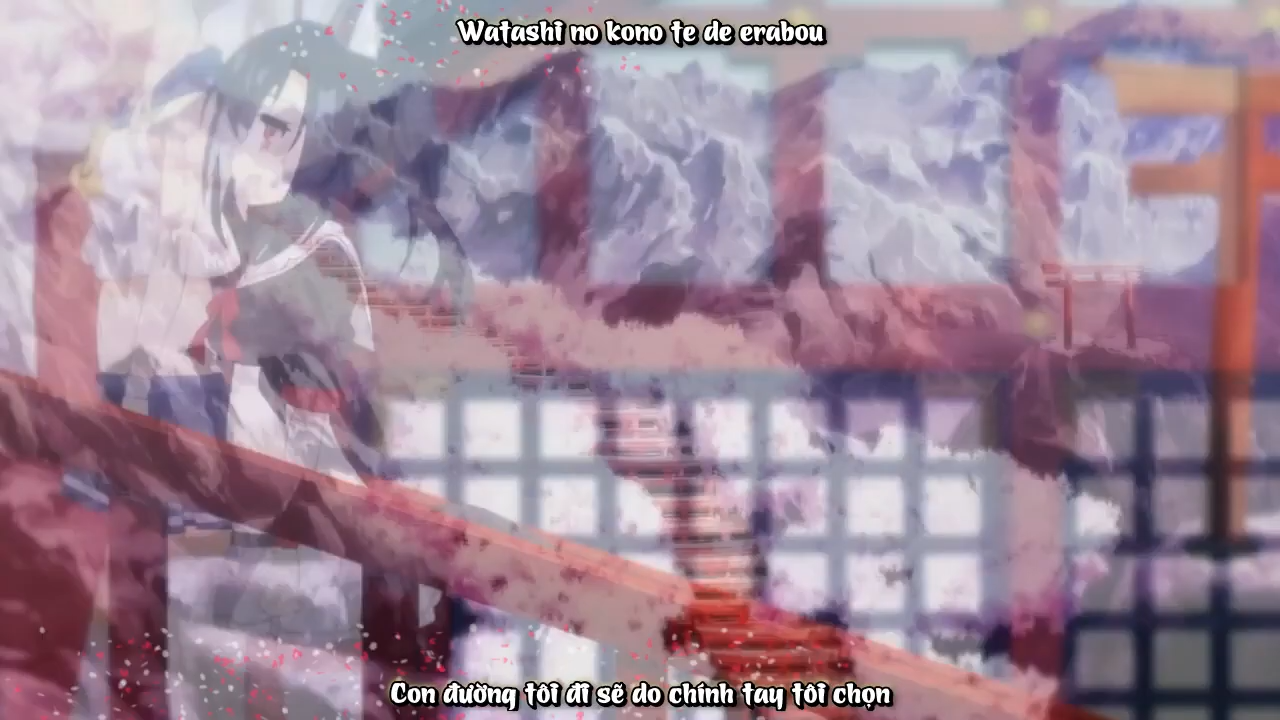 Watashi no kono te de erabou
Con đường tôi đi sẽ do chính tay tôi chọn